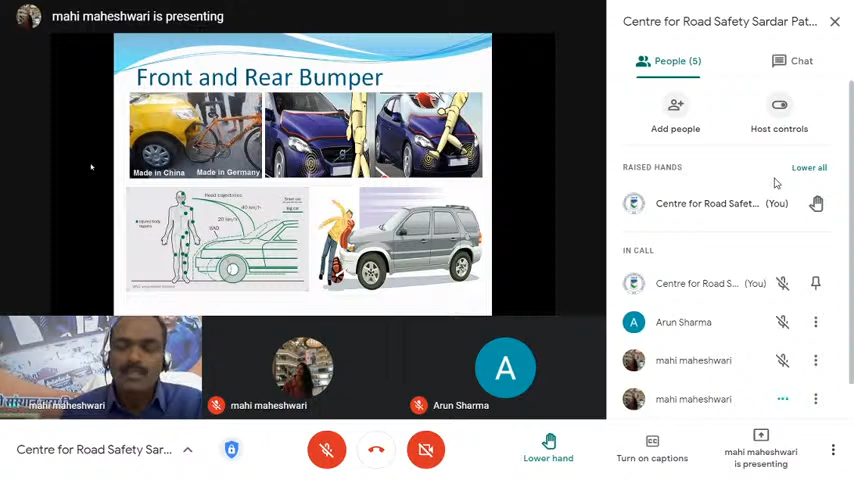 mahi maheshwari is presenting
Front and Rear Bumper
Made in China
Made in Germany
Head trajectories
40 km/h
20 km/h
WAD
Centre for Road Safety Sardar Pat...
People (5)
Chat
Add people
Host controls
RAISED HANDS
Lower all
Centre for Road Safet... (You)
IN CALL
Centre for Road S... (You)
Arun Sharma
mahi maheshwari
mahi maheshwari
mahi maheshwari
mahi maheshwari
A
Arun Sharma
Centre for Road Safety Sar...
Lower hand
Turn on captions
mahi maheshwari
is presenting